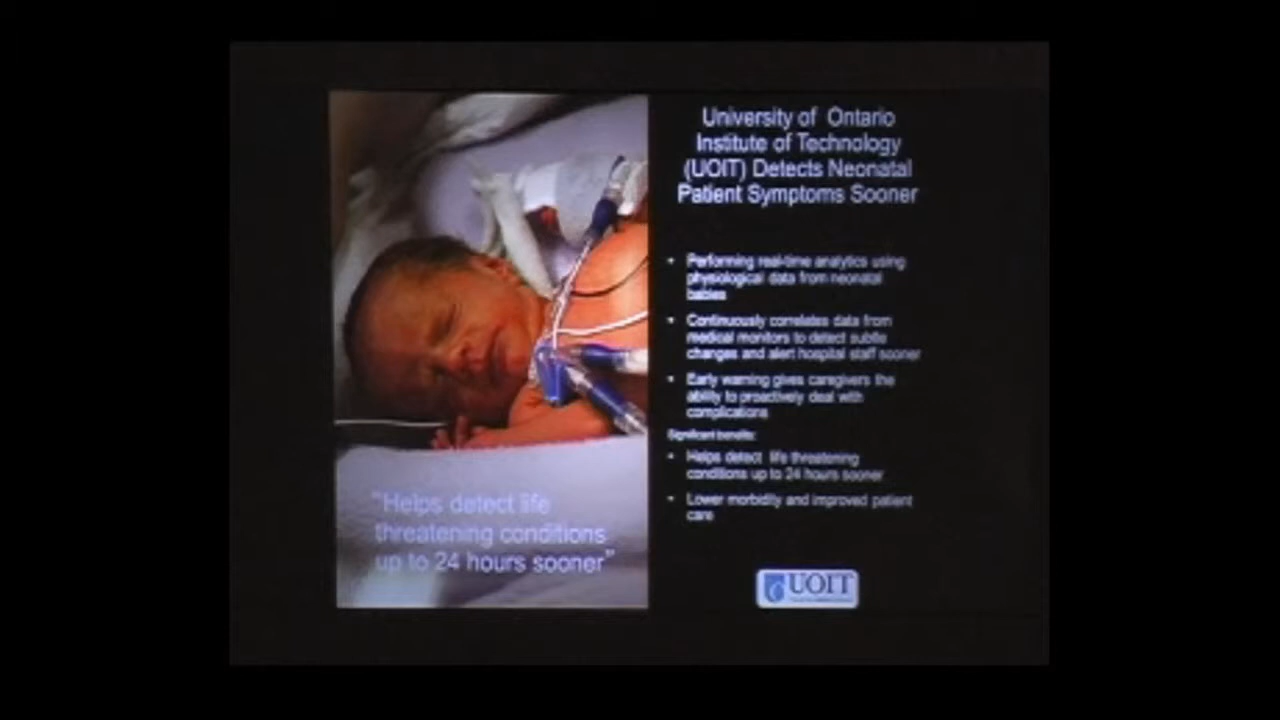 University of Ontario
Institute of Technology
(UOIT) Detects Neonatal
Patient Symptoms Sooner
• Performing real-time analytics using
physiological data from neonatal
babies
• Continuously correlates data from
medical monitors to detect subtle
changes and alert hospital staff sooner
• Early warning gives caregivers the
ability to proactively deal with
complications
Significant benefits:
• Helps detect life threatening
conditions up to 24 hours sooner
• Lower morbidity and improved patient
care
"Helps detect life
threatening conditions
up to 24 hours sooner"
UOIT